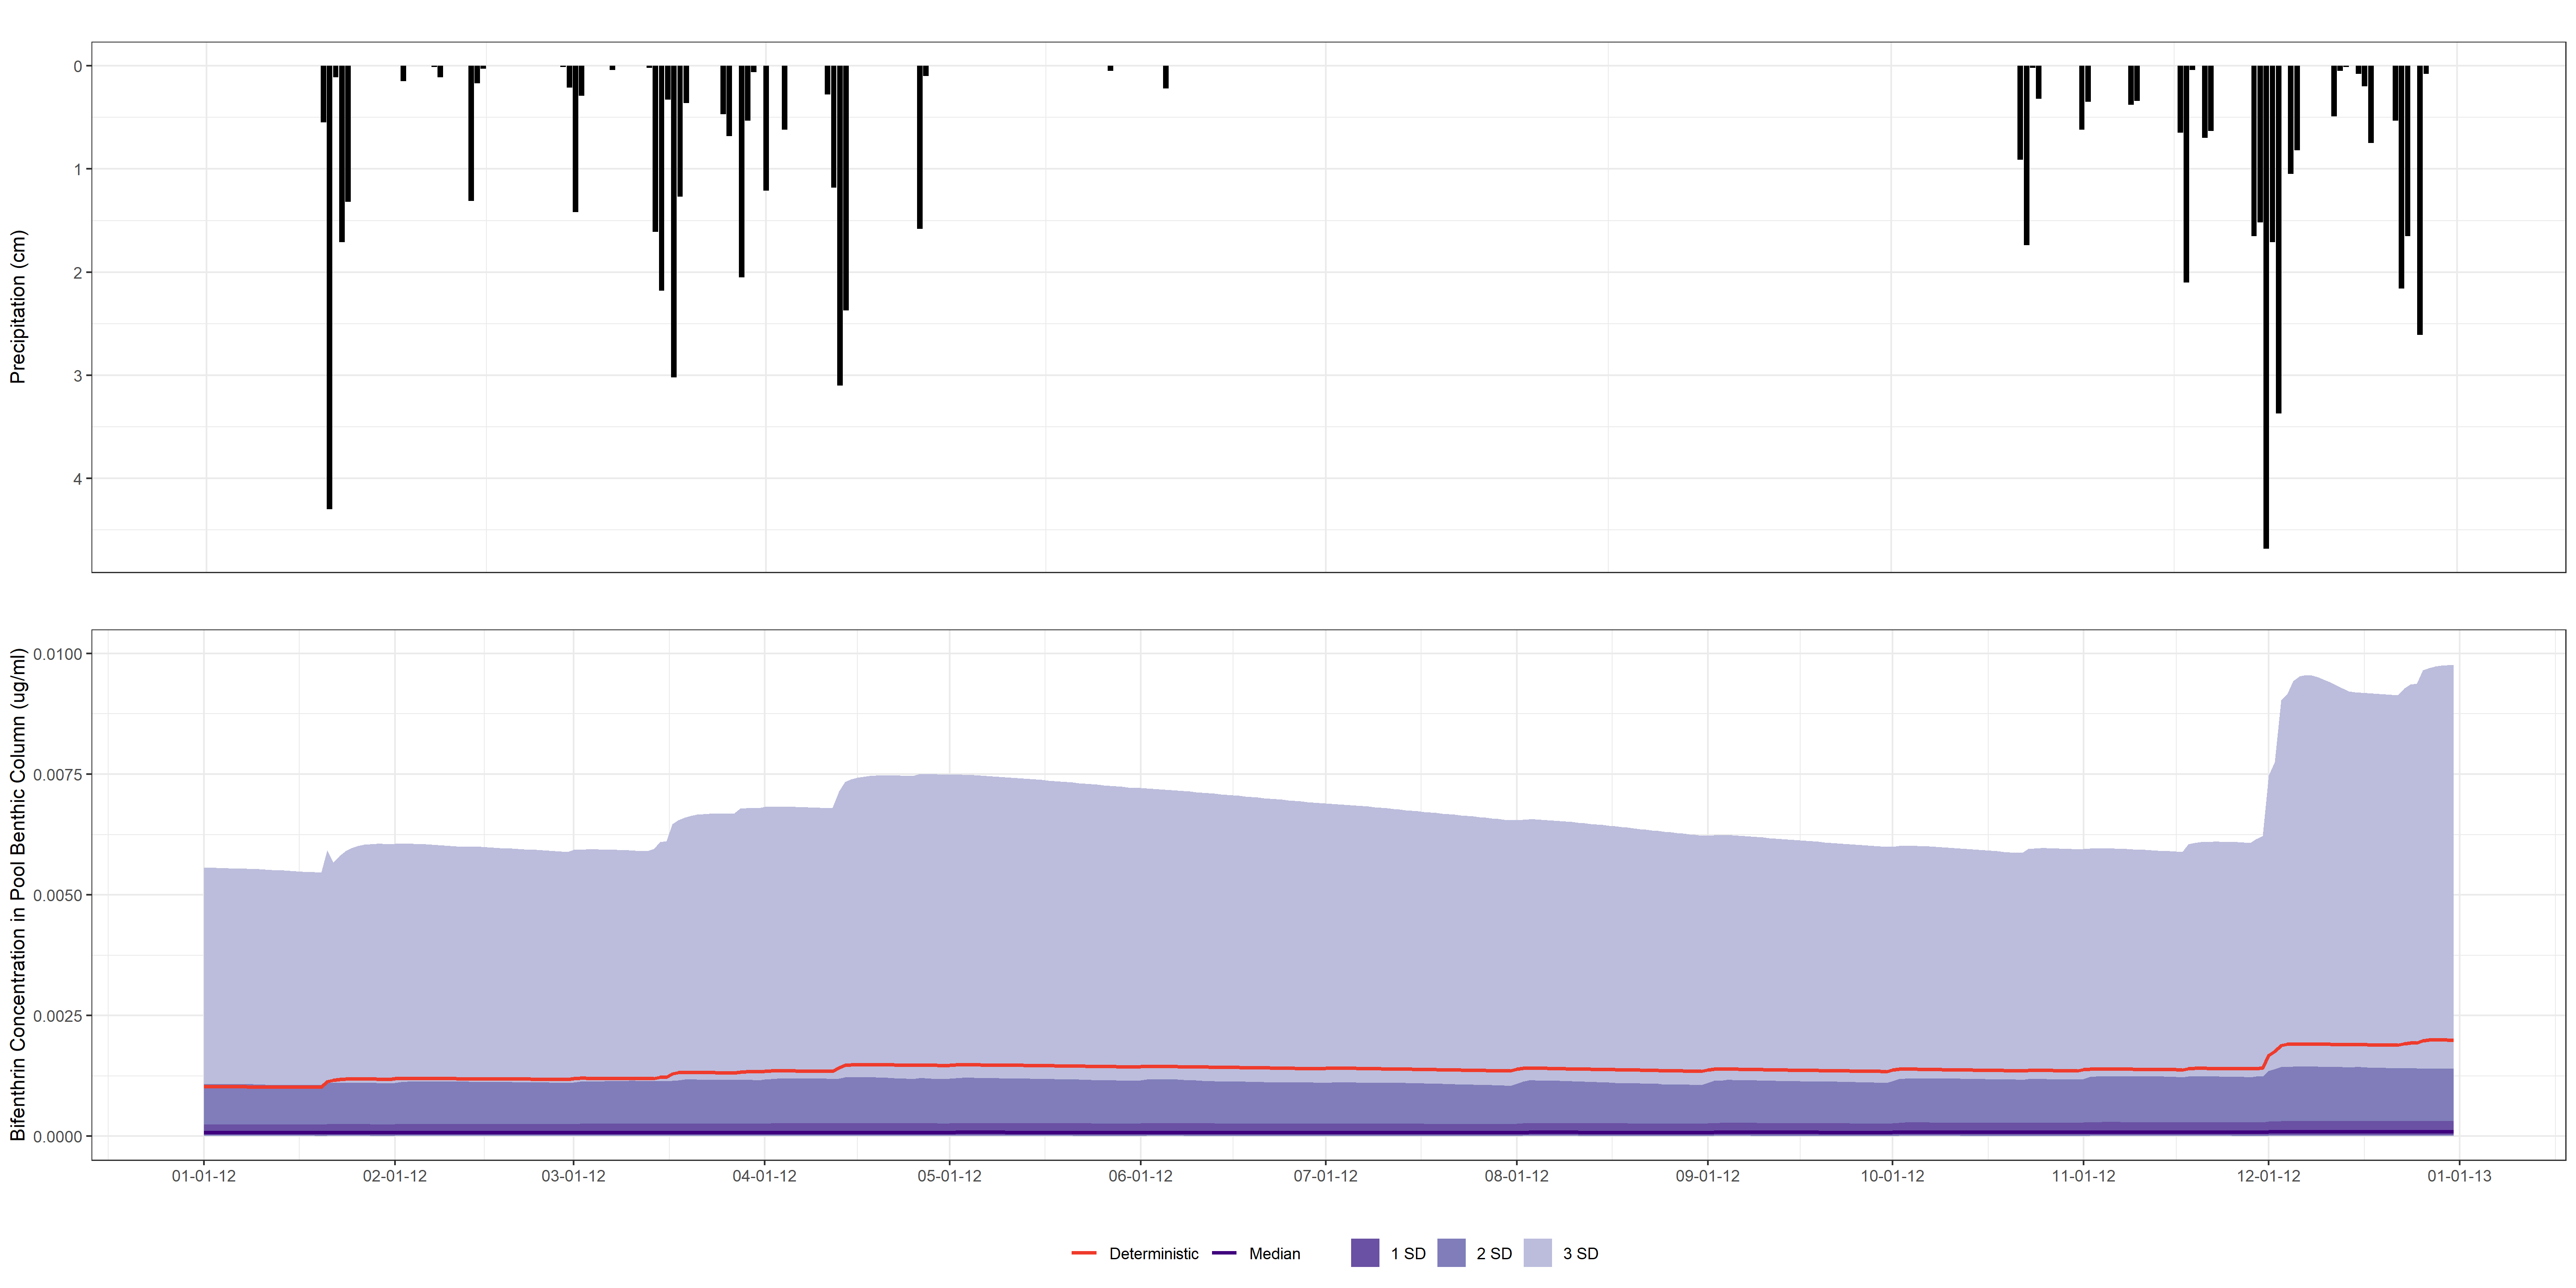 Precipitation (cm)
0
1
2
3
4
Bifenthrin Concentration in Pool Benthic Column (ug/ml)
0.0100
0.0075
0.0050
0.0025
0.0000
01-01-12 02-01-12 03-01-12 04-01-12 05-01-12 06-01-12 07-01-12 08-01-12 09-01-12 10-01-12 11-01-12 12-01-12 01-01-13
Deterministic Median 1 SD 2 SD 3 SD